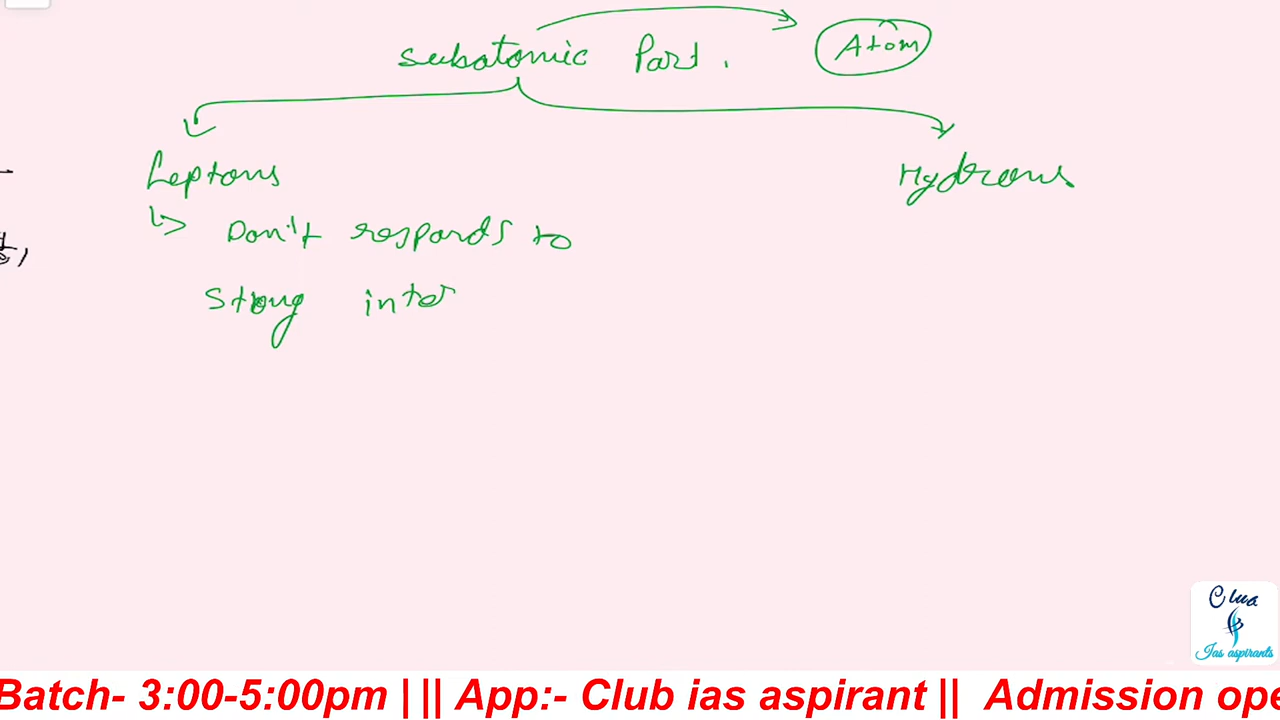 subatomic Part. Atom
Leptons Hydrons
Don't responds to
Strong inter
Club
Ias aspirants
Batch- 3:00-5:00pm ||| App:- Club ias aspirant || Admission ope